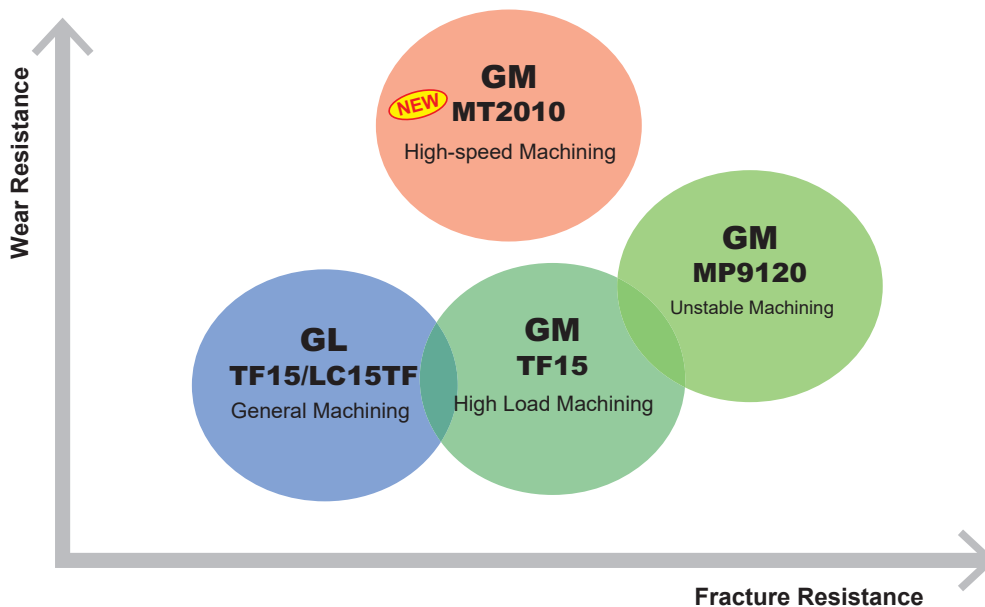 Wear Resistance
GM
NEW
MT2010
High-speed Machining
GM
MP9120
Unstable Machining
GL
TF15/LC15TF
General Machining
GM
TF15
High Load Machining
Fracture Resistance